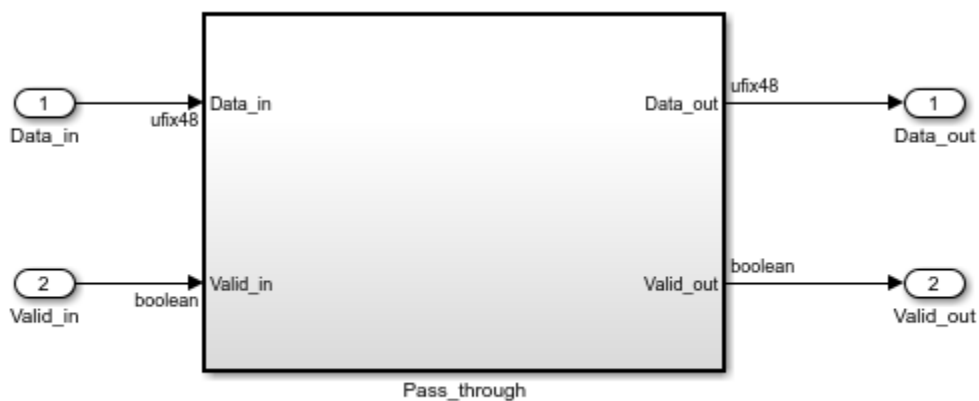 ufix48
1
Data_in
Data_out
1
Data_in
ufix48
Data_out
boolean
2
Valid_in
Valid_out
2
Valid_in
boolean
Valid_out
Pass_through